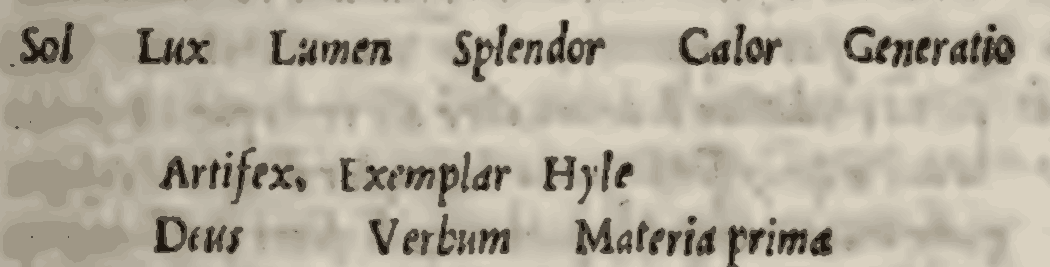 Sol Lux Lumen Splendor Calor Generatio
Artifex, Exemplar Hyle
Deus Verbum Materia prima